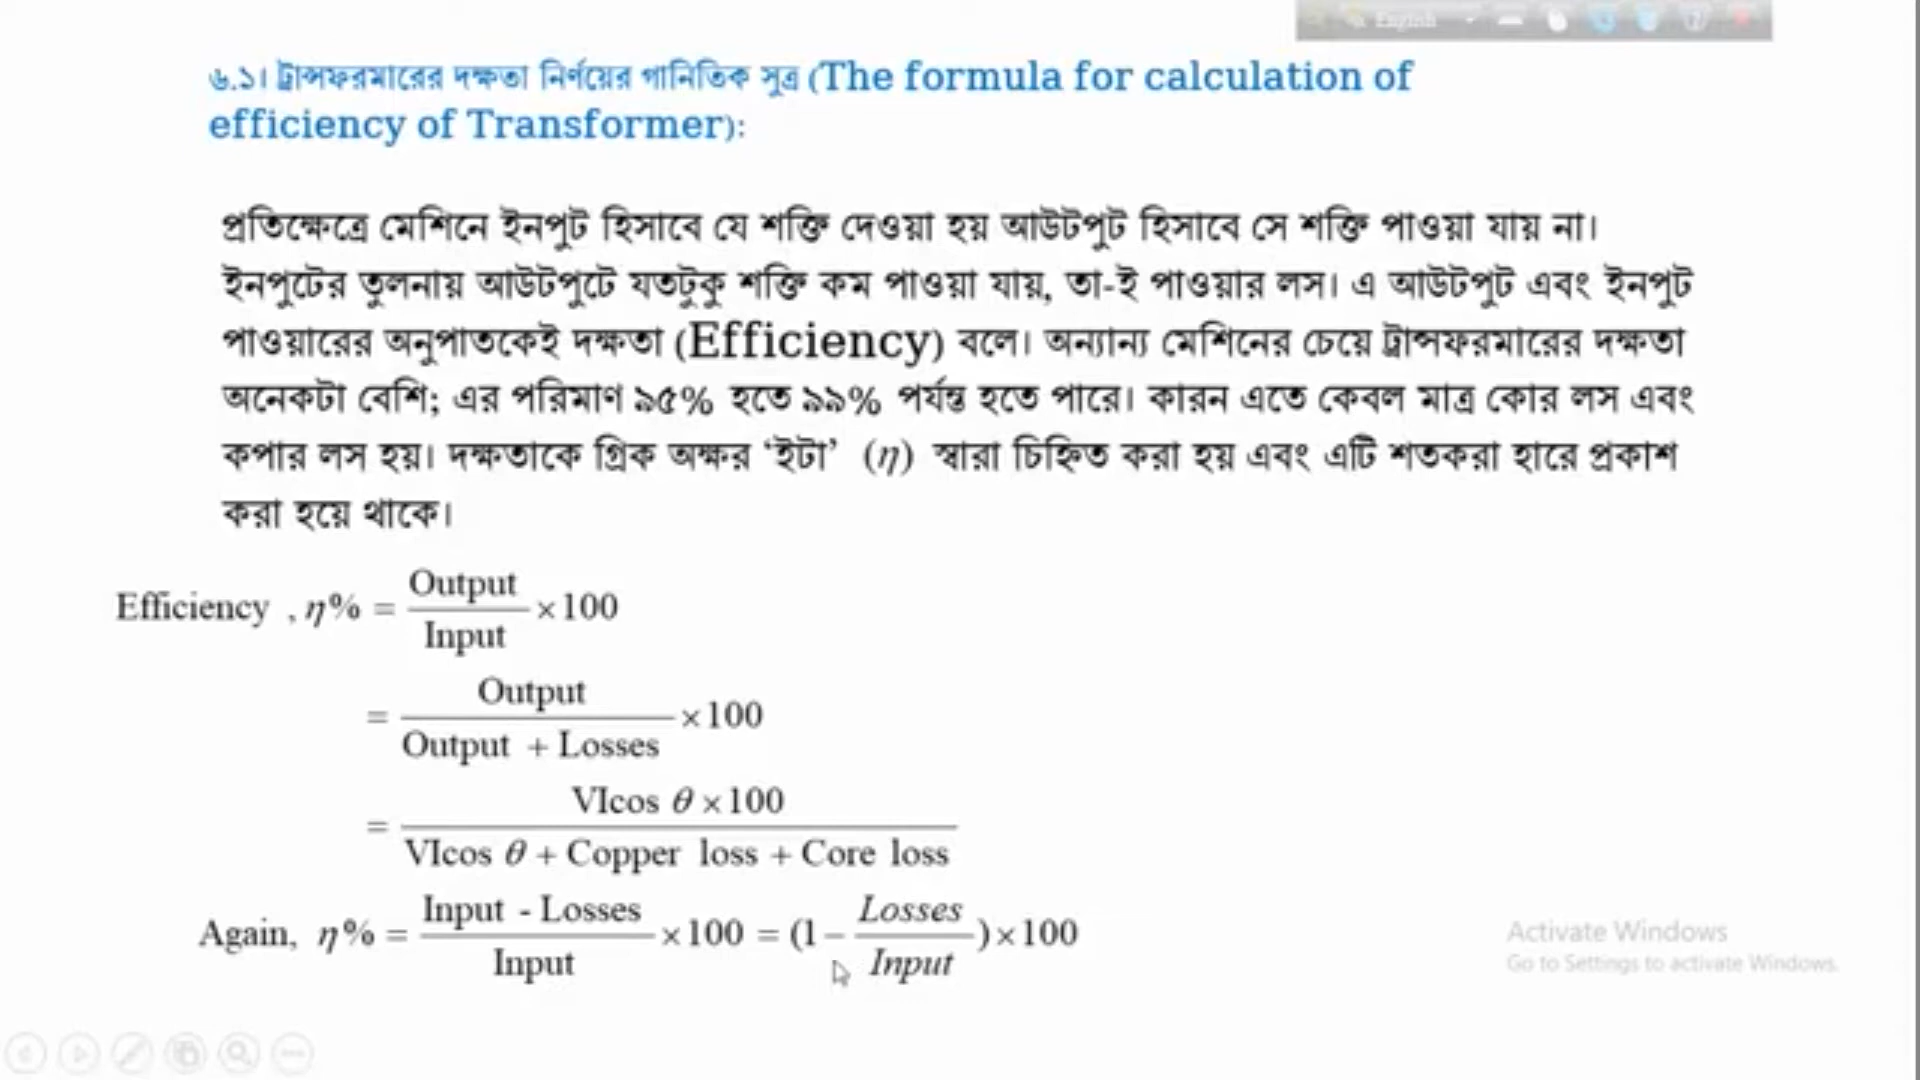 English
৬.১। ট্রান্সফরমারের দক্ষতা নির্ণয়ের গানিতিক সুত্র (The formula for calculation of
efficiency of Transformer):
প্রতিক্ষেত্রে মেশিনে ইনপুট হিসাবে যে শক্তি দেওয়া হয় আউটপুট হিসাবে সে শক্তি পাওয়া যায় না।
ইনপুটের তুলনায় আউটপুটে যতটুকু শক্তি কম পাওয়া যায়, তা-ই পাওয়ার লস। এ আউটপুট এবং ইনপুট
পাওয়ারের অনুপাতকেই দক্ষতা (Efficiency) বলে। অন্যান্য মেশিনের চেয়ে ট্রান্সফরমারের দক্ষতা
অনেকটা বেশি; এর পরিমাণ ৯৫% হতে ৯৯% পর্যন্ত হতে পারে। কারন এতে কেবল মাত্র কোর লস এবং
কপার লস হয়। দক্ষতাকে গ্রিক অক্ষর ‘ইটা’ (η) স্বারা চিহ্নিত করা হয় এবং এটি শতকরা হারে প্রকাশ
করা হয়ে থাকে।
Efficiency , η% = Output / Input ×100
= Output / Output + Losses ×100
= VIcos θ ×100 / VIcos θ + Copper loss + Core loss
Again, η% = Input - Losses / Input ×100 = (1 − Losses / Input )×100
Activate Windows
Go to Settings to activate Windows.